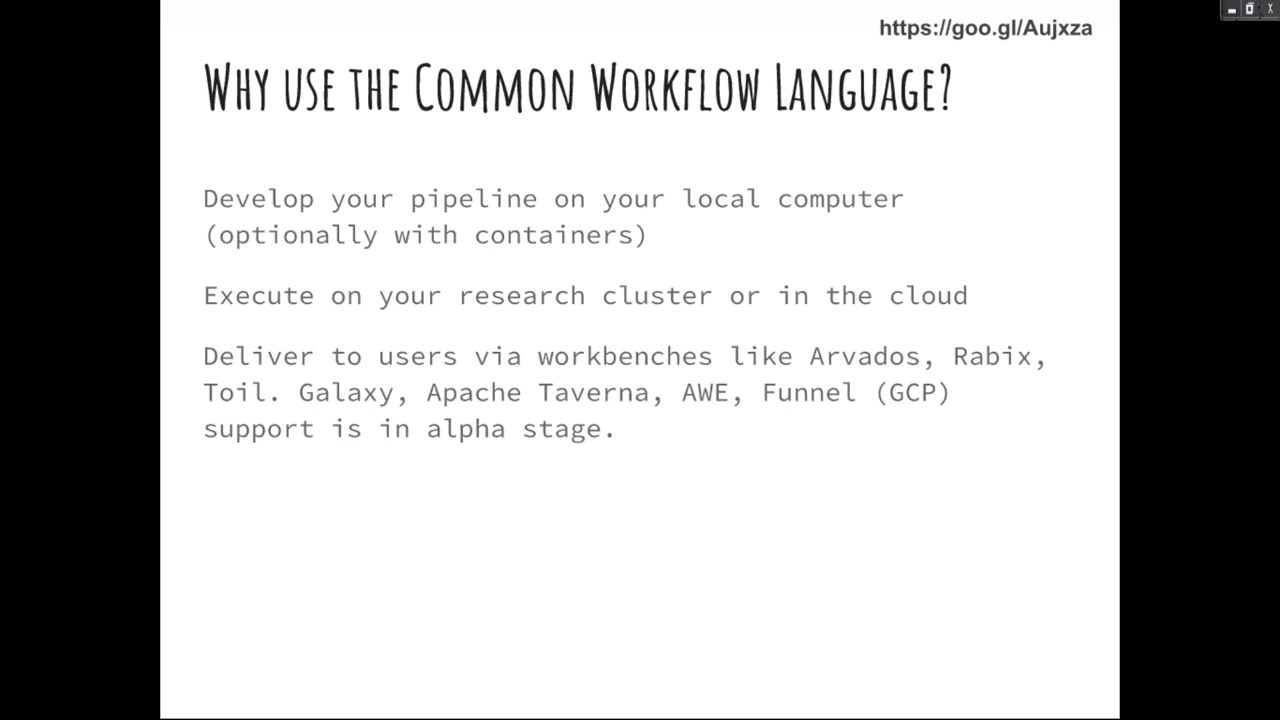 https://goo.gl/Aujxza
Why use the Common Workflow Language?
Develop your pipeline on your local computer
(optionally with containers)
Execute on your research cluster or in the cloud
Deliver to users via workbenches like Arvados, Rabix,
Toil. Galaxy, Apache Taverna, AWE, Funnel (GCP)
support is in alpha stage.